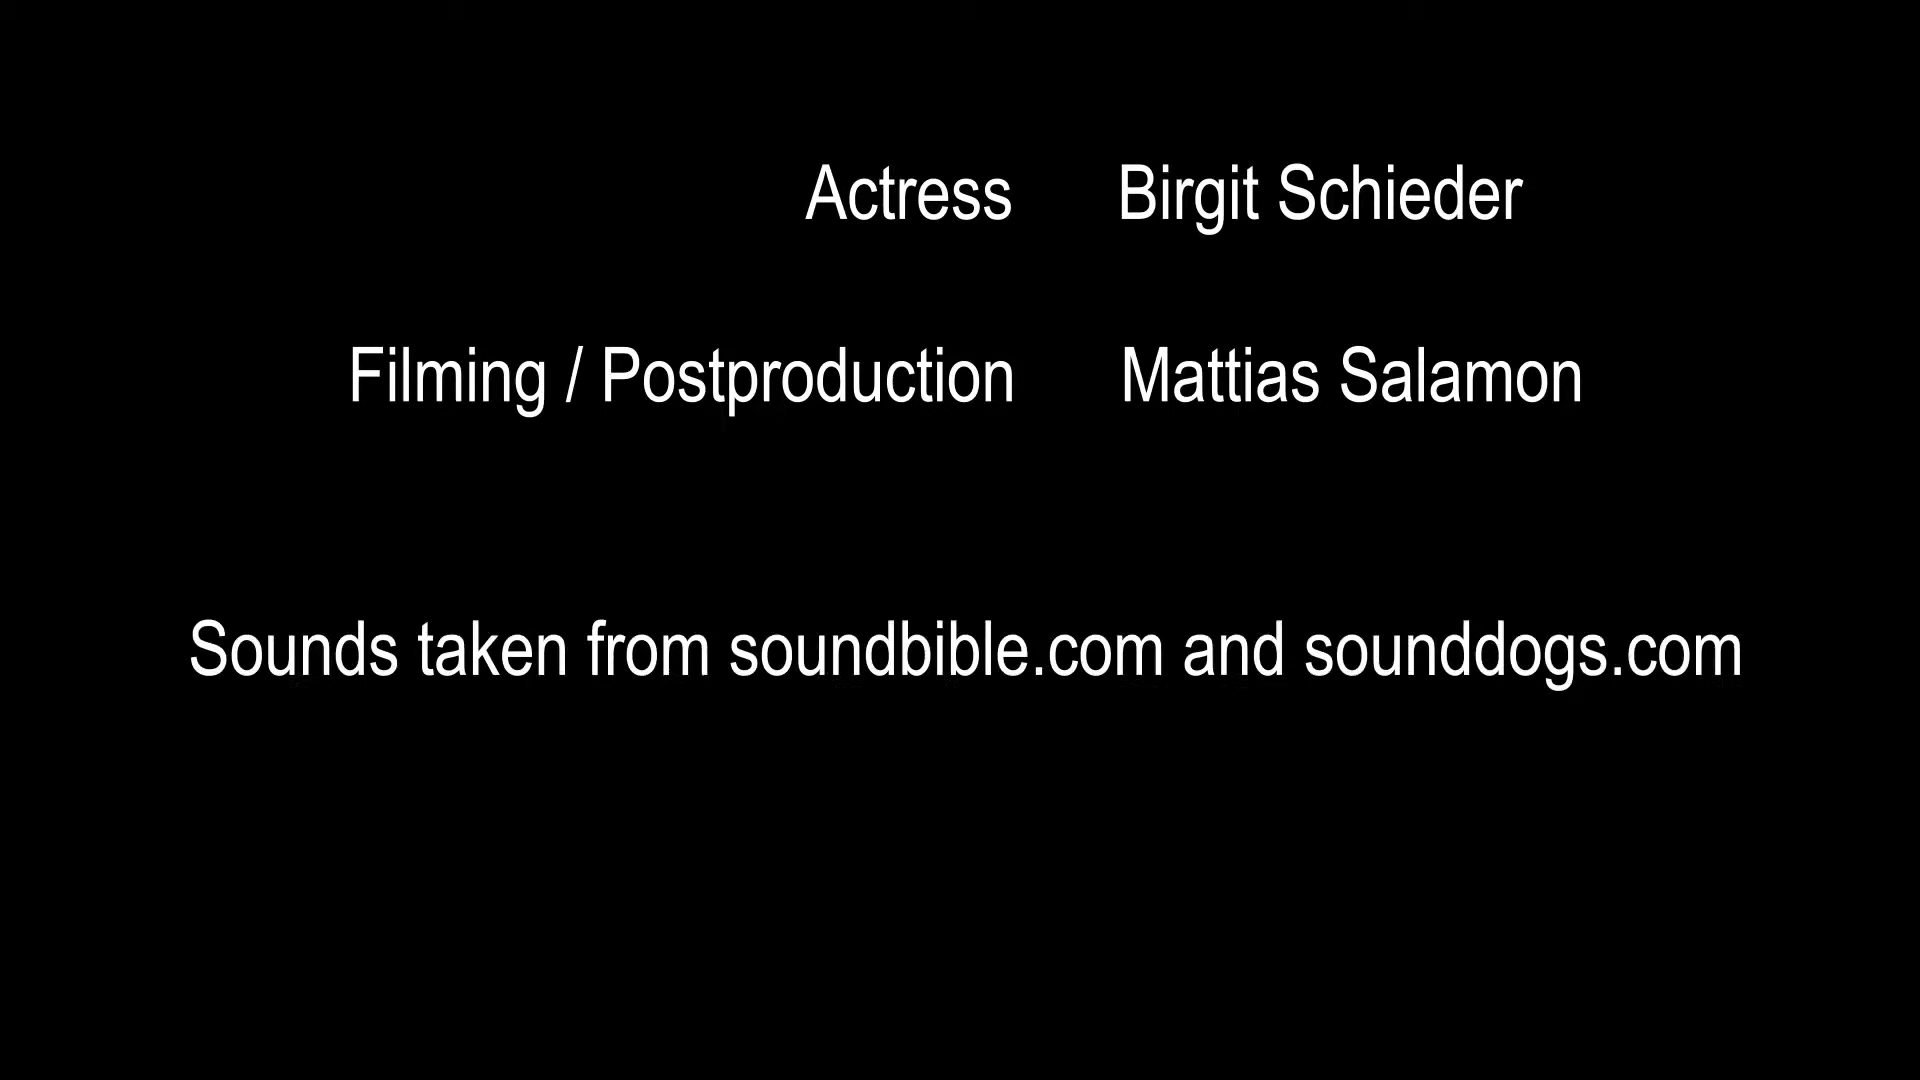 Actress Birgit Schieder
Filming / Postproduction Mattias Salamon
Sounds taken from soundbible.com and sounddogs.com